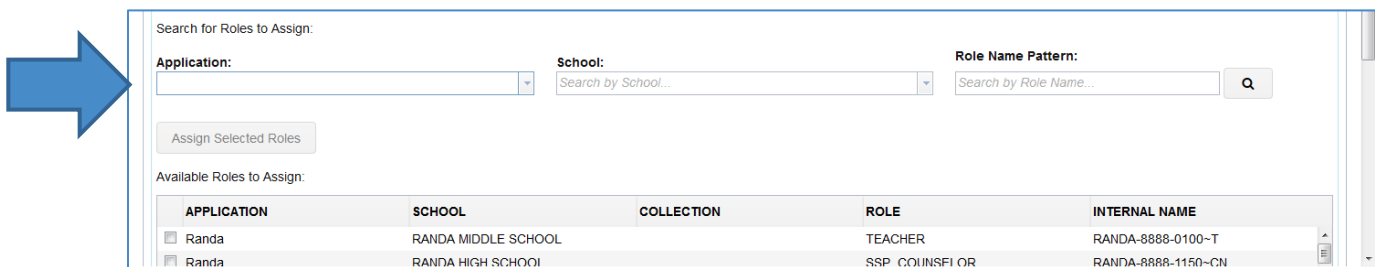 Search for Roles to Assign:
Application: School: Role Name Pattern:
Search by School... Search by Role Name...
Assign Selected Roles
Available Roles to Assign:
APPLICATION SCHOOL COLLECTION ROLE INTERNAL NAME
Randa RANDA MIDDLE SCHOOL TEACHER RANDA-8888-0100~T
Randa RANDA HIGH SCHOOL SSP_COUNSELOR RANDA-8888-1150~CN